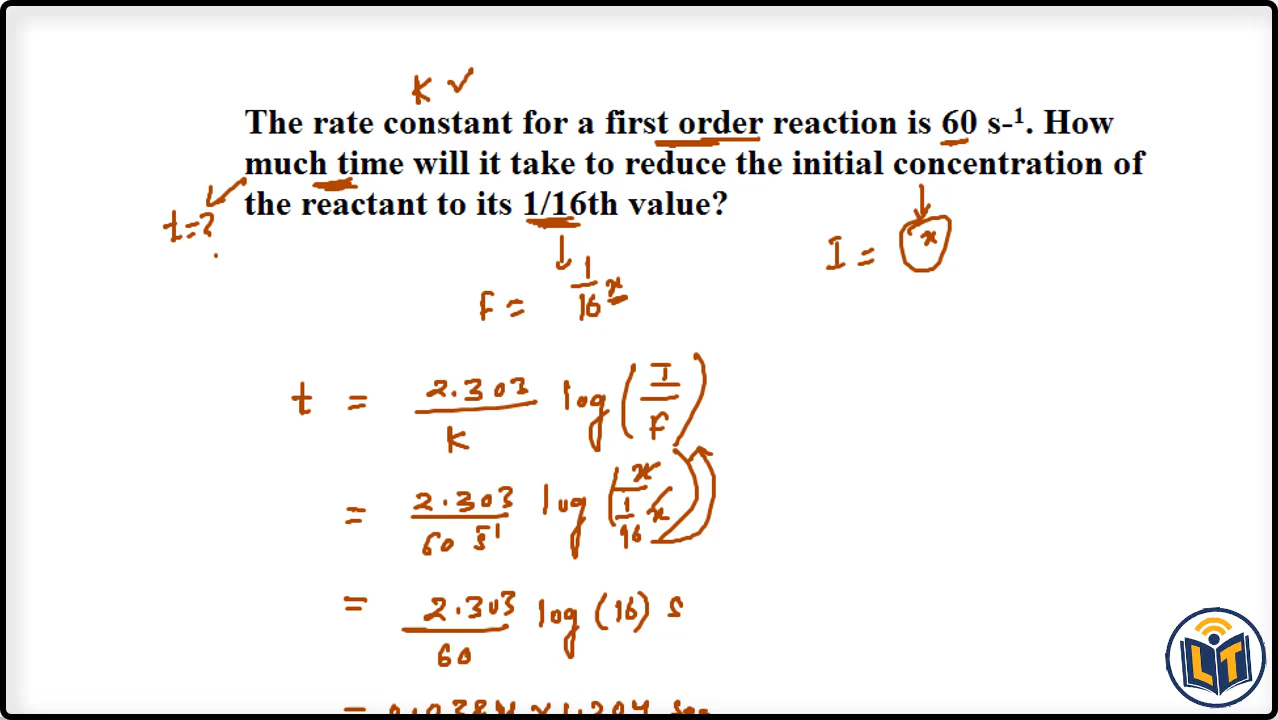 K ✓
The rate constant for a first order reaction is 60 s-¹. How
much time will it take to reduce the initial concentration of
the reactant to its 1/16th value?
t=?
I = x
F = 1/16 x
t = 2.303/K log (I/F)
= 2.303/60 s⁻¹ log (x/(1/16 x))
= 2.303/60 log (16) s
LT